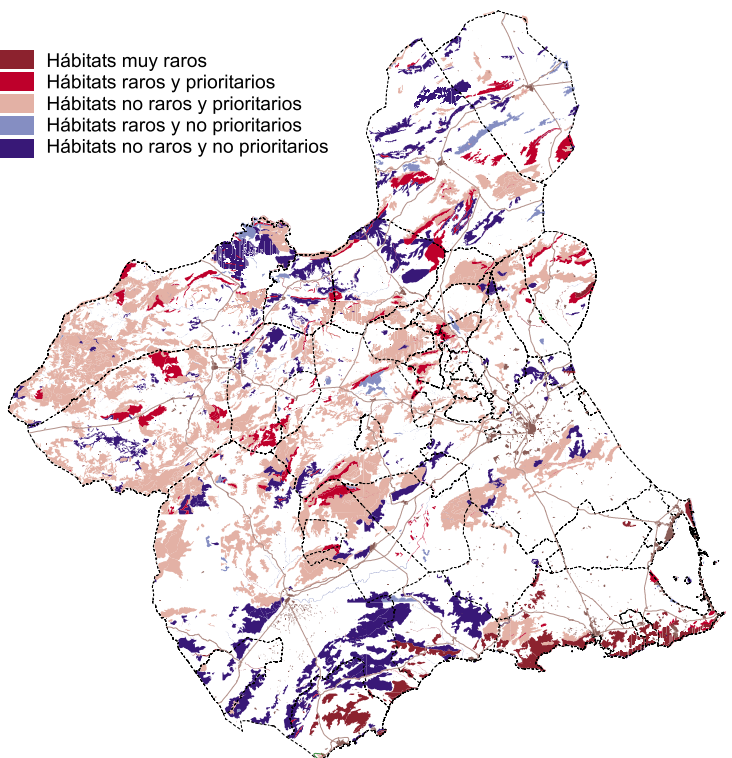 Hábitats muy raros
Hábitats raros y prioritarios
Hábitats no raros y prioritarios
Hábitats raros y no prioritarios
Hábitats no raros y no prioritarios